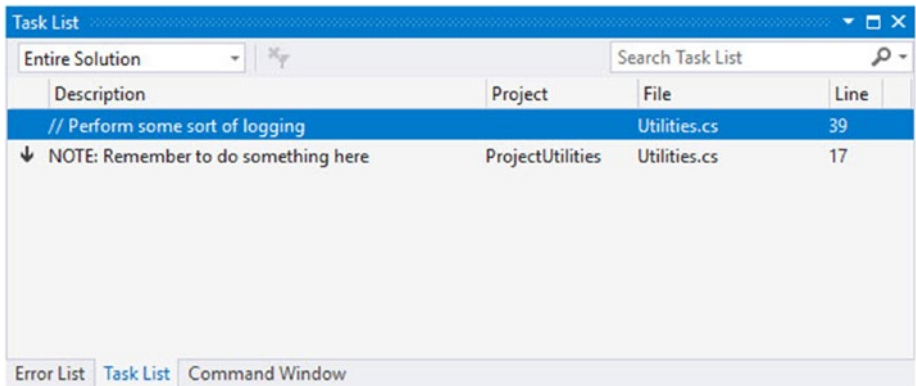 Task List
Entire Solution Search Task List
Description Project File Line
// Perform some sort of logging Utilities.cs 39
NOTE: Remember to do something here ProjectUtilities Utilities.cs 17
Error List Task List Command Window